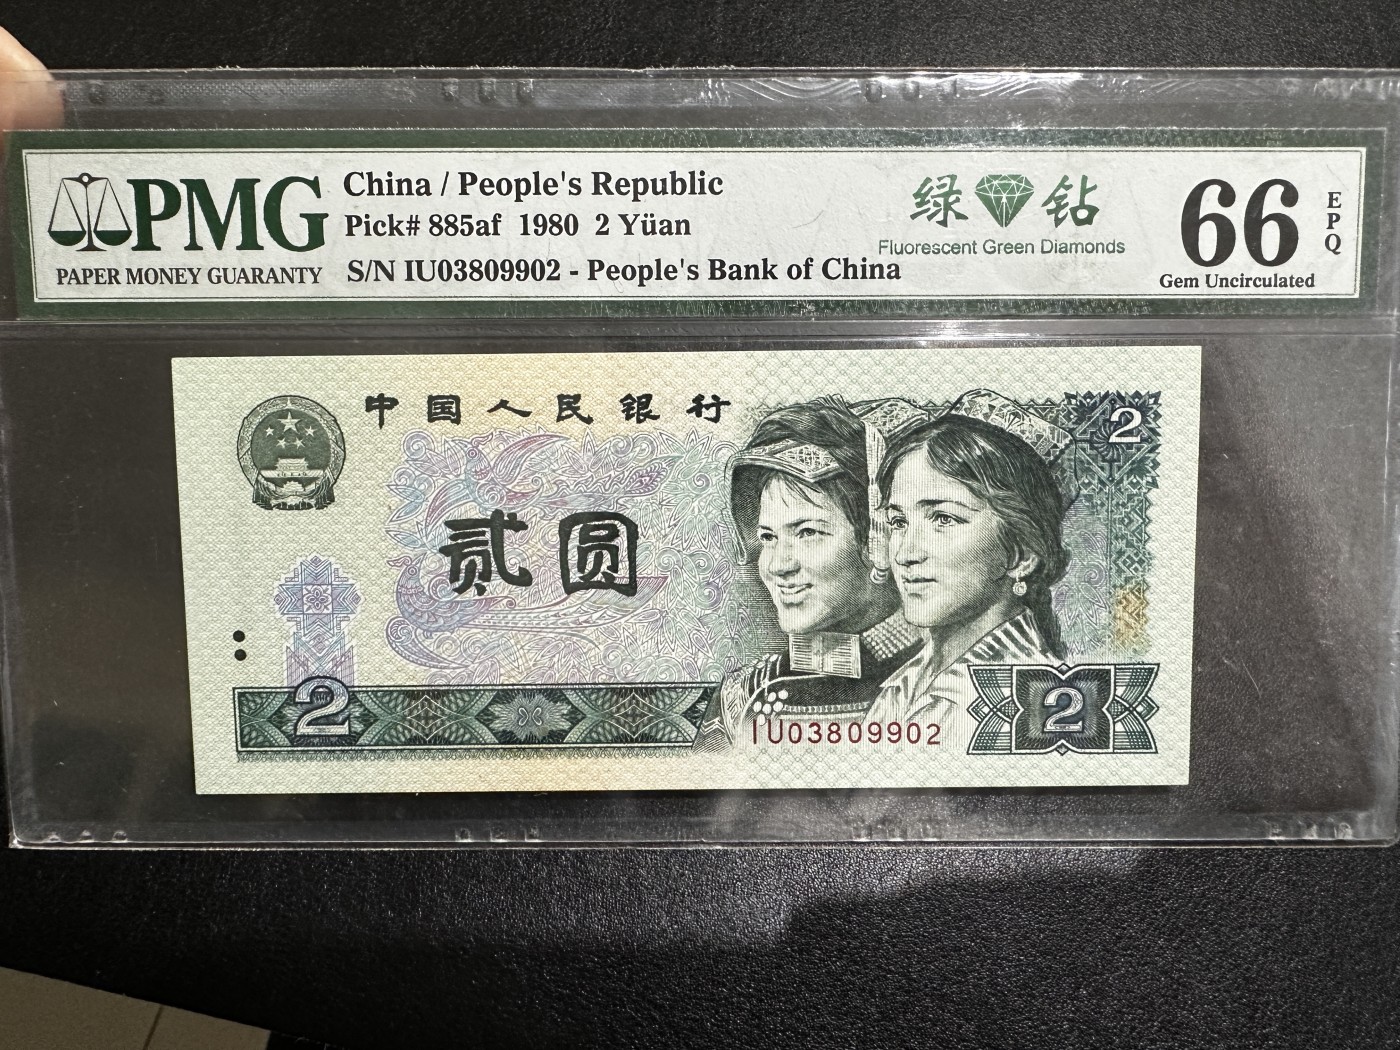 PMG
PAPER MONEY GUARANTY
China / People's Republic
Pick# 885af 1980 2 Yüan
S/N IU03809902 - People's Bank of China
绿 钻
Fluorescent Green Diamonds
66
EPQ
Gem Uncirculated
中国人民银行
2
贰圆
2
IU03809902
2